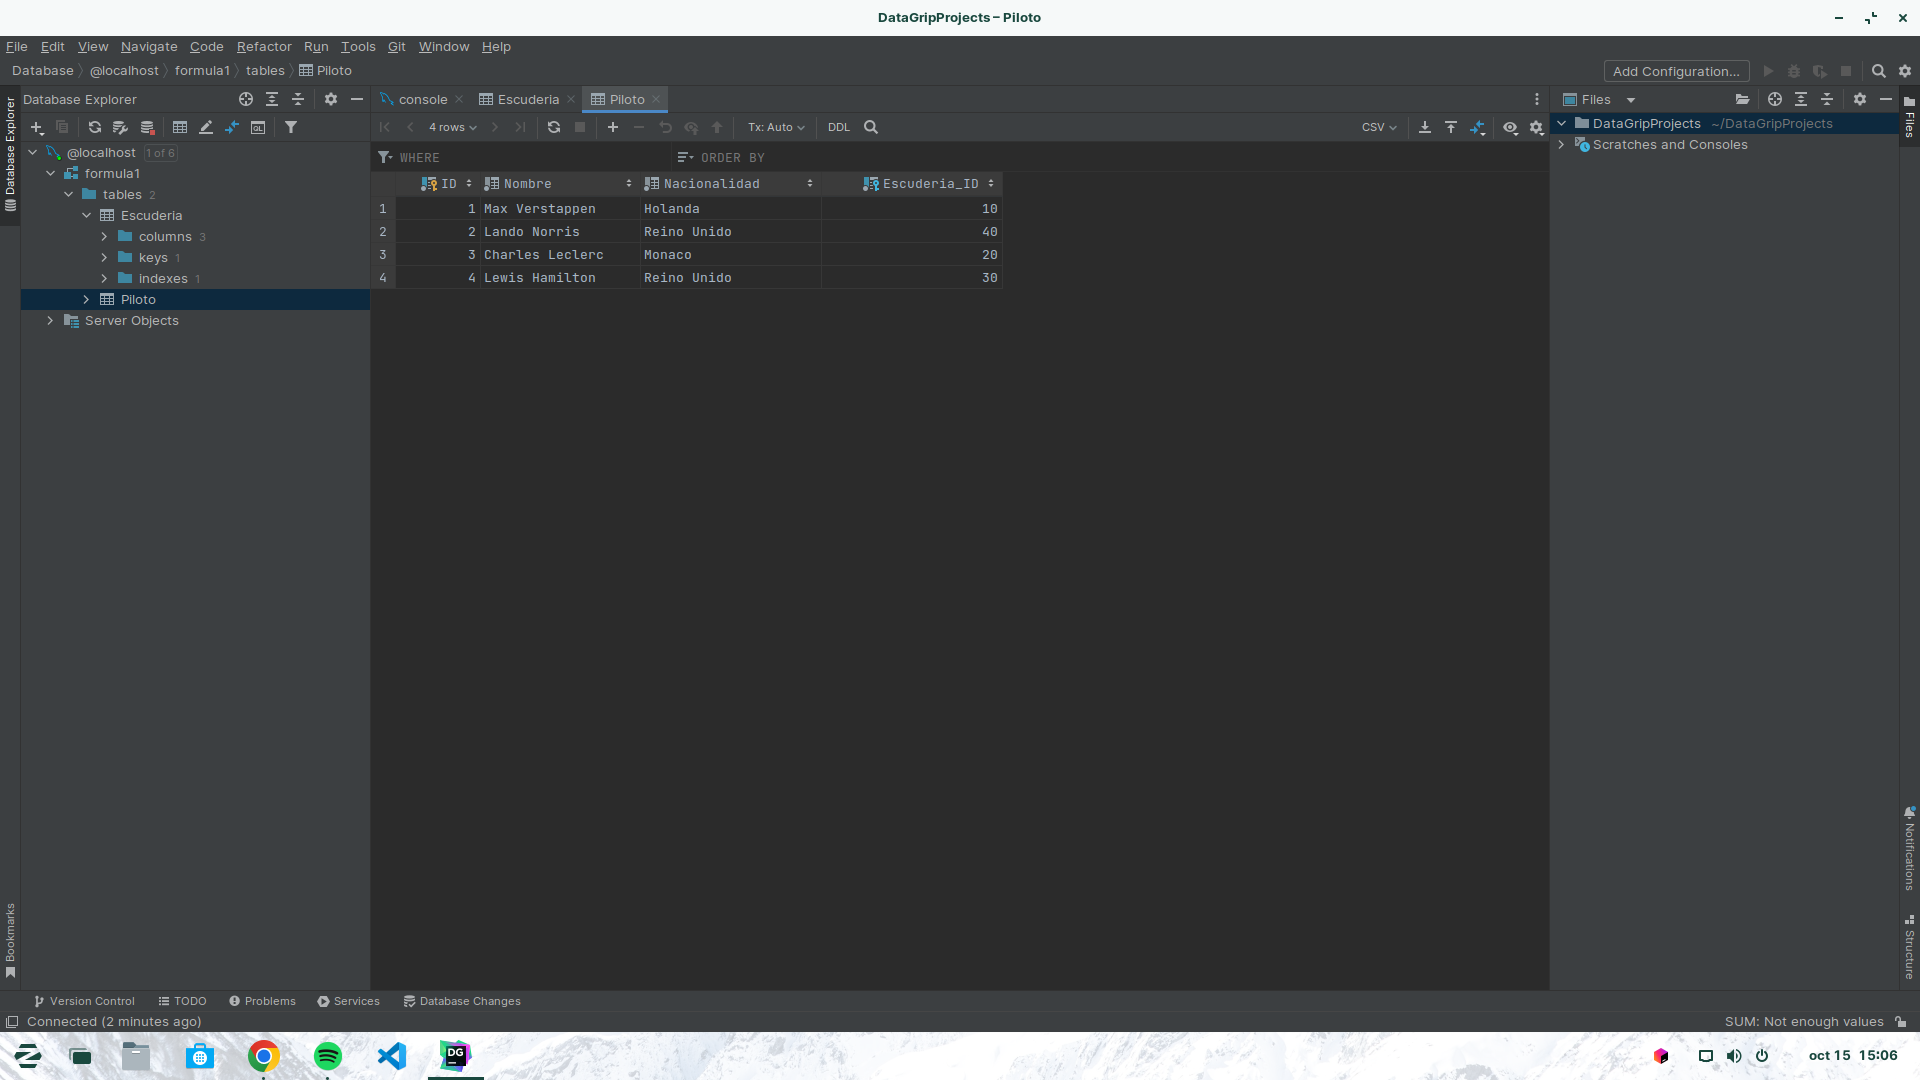 DataGripProjects – Piloto
File Edit View Navigate Code Refactor Run Tools Git Window Help
Database @localhost formula1 tables Piloto
Add Configuration...
Database Explorer
Database Explorer
console Escuderia Piloto
Files
Files
4 rows Tx: Auto DDL CSV
DataGripProjects ~/DataGripProjects
Scratches and Consoles
@localhost 1 of 6
formula1
tables 2
Escuderia
columns 3
keys 1
indexes 1
Piloto
Server Objects
WHERE ORDER BY
ID Nombre Nacionalidad Escuderia_ID
1 1 Max Verstappen Holanda 10
2 2 Lando Norris Reino Unido 40
3 3 Charles Leclerc Monaco 20
4 4 Lewis Hamilton Reino Unido 30
Notifications
Bookmarks
Structure
Version Control TODO Problems Services Database Changes
Connected (2 minutes ago)
SUM: Not enough values
DG
oct 15 15:06